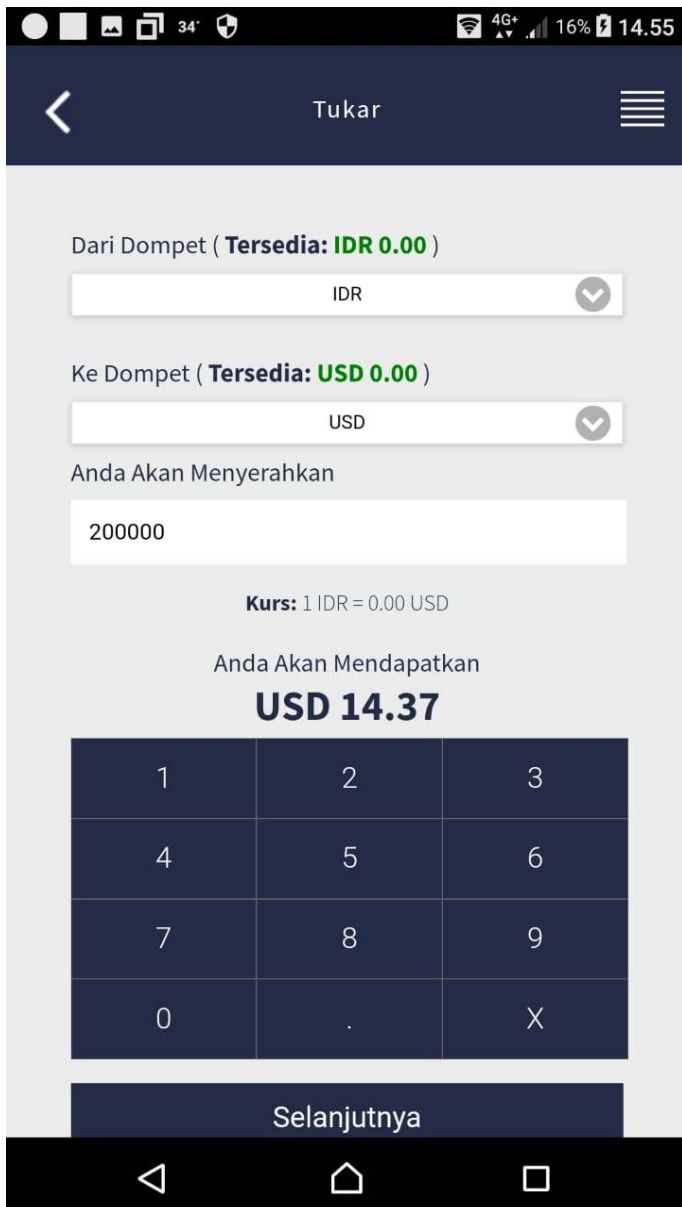 34° 4G+ 16% 14.55
Tukar
Dari Dompet ( Tersedia: IDR 0.00 )
IDR
Ke Dompet ( Tersedia: USD 0.00 )
USD
Anda Akan Menyerahkan
200000
Kurs: 1 IDR = 0.00 USD
Anda Akan Mendapatkan
USD 14.37
1 2 3
4 5 6
7 8 9
0 . X
Selanjutnya